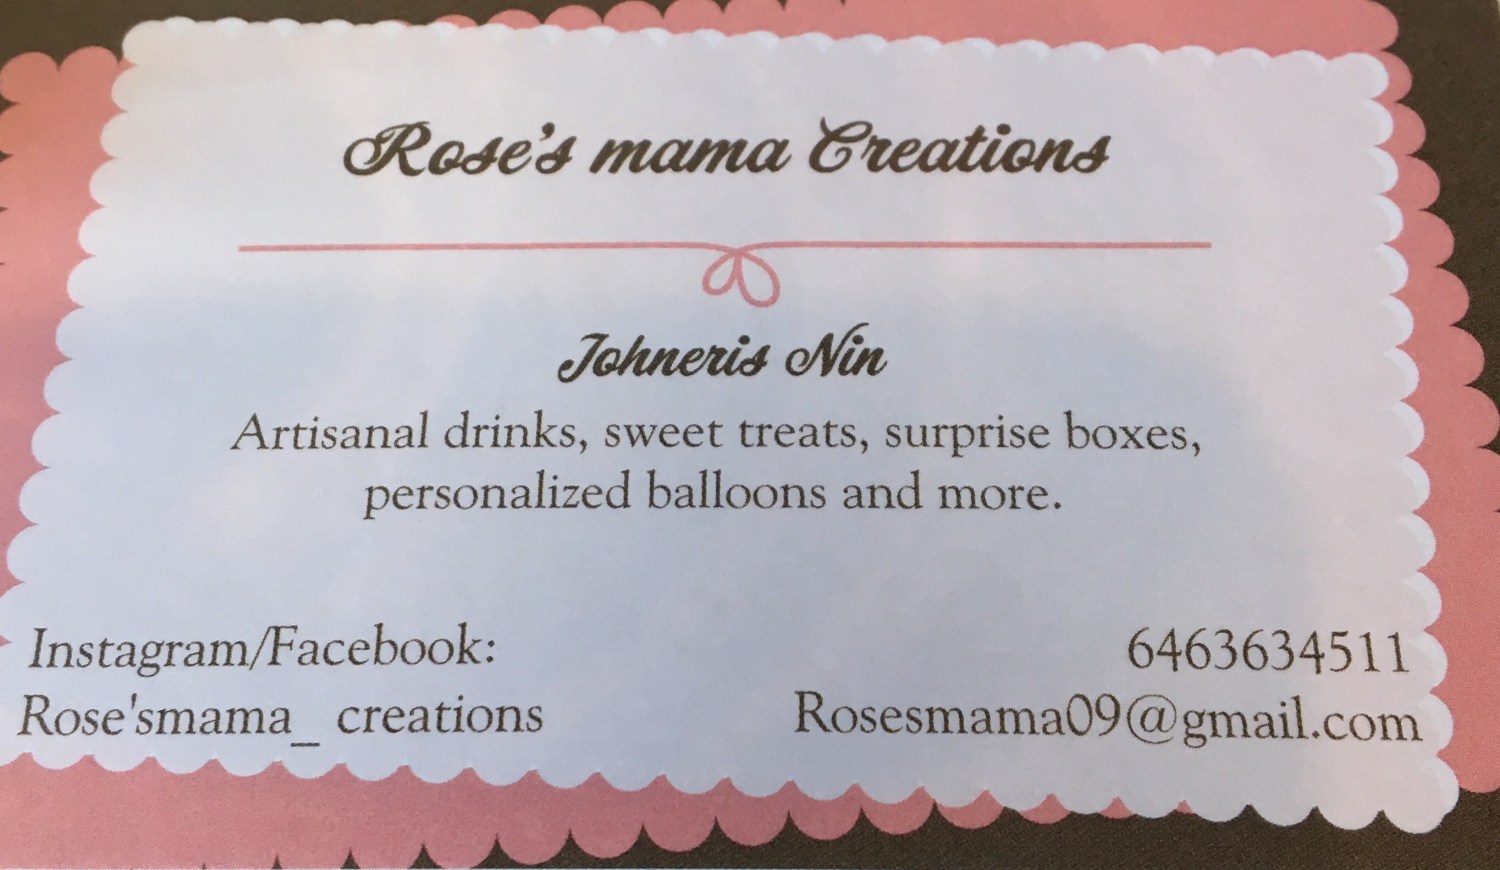 Rose's mama Creations
Johneris Nin
Artisanal drinks, sweet treats, surprise boxes,
personalized balloons and more.
Instagram/Facebook:
Rose'smama_ creations
6463634511
Rosesmama09@gmail.com